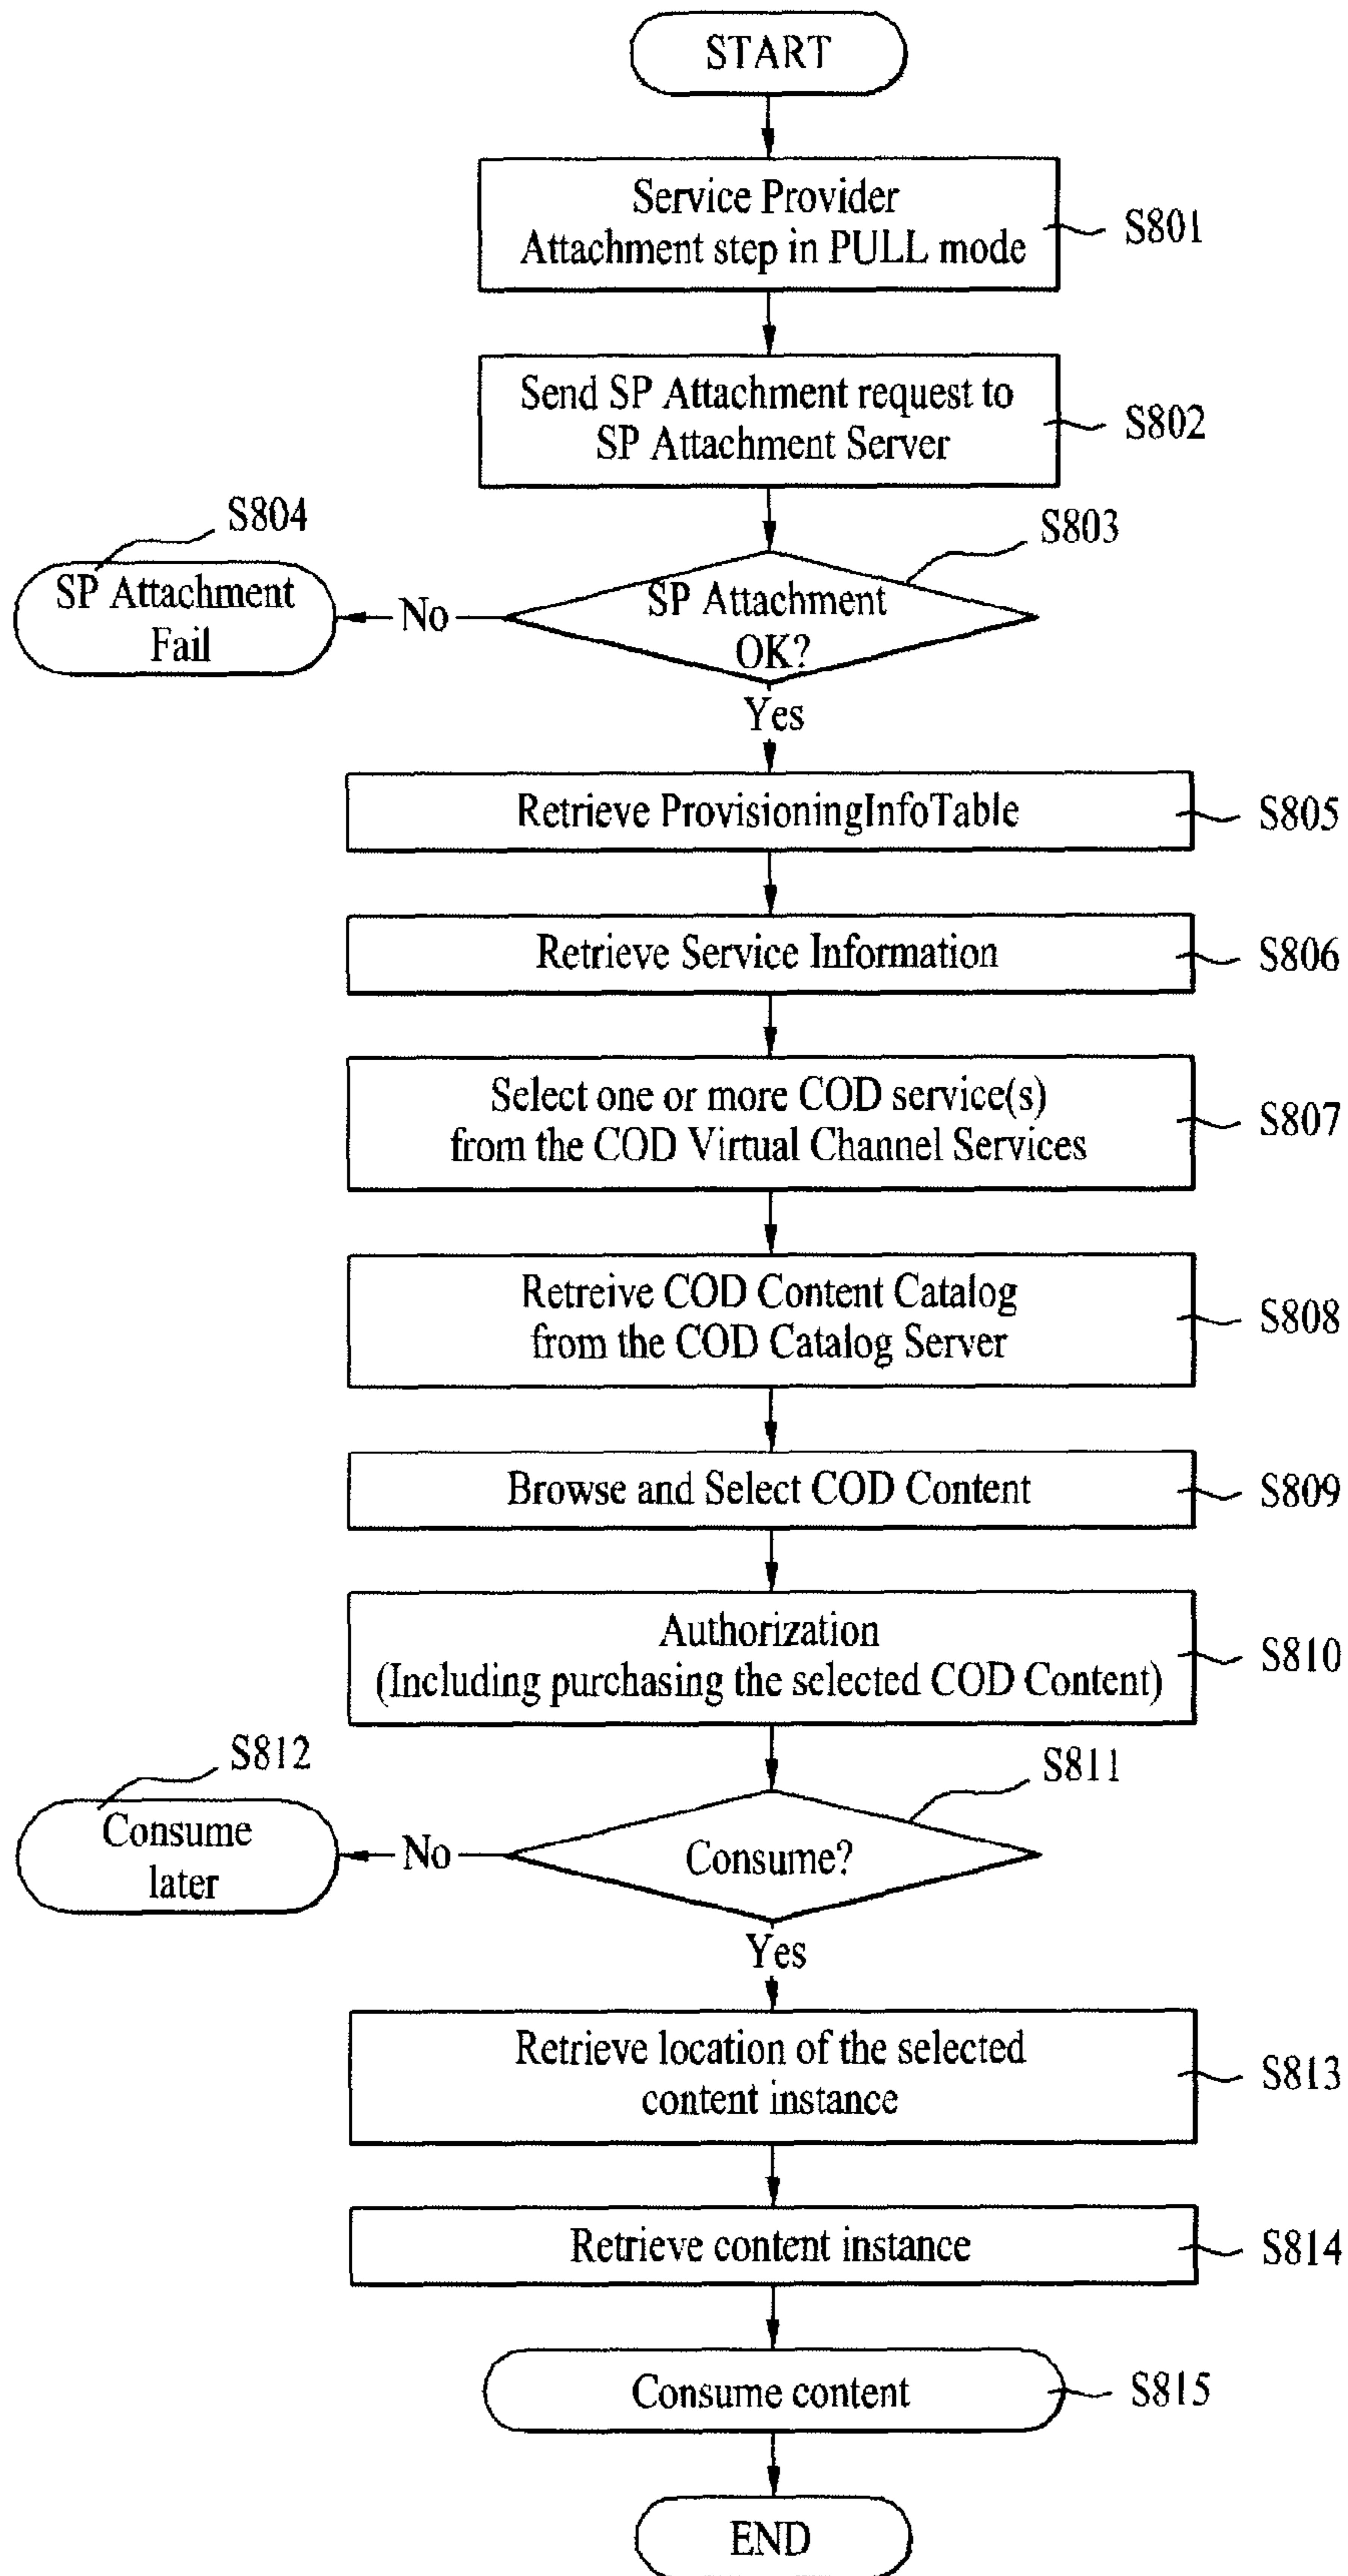 START
Service Provider
Attachment step in PULL mode
S801
Send SP Attachment request to
SP Attachment Server
S802
S804
S803
SP Attachment
Fail
No
SP Attachment
OK?
Yes
Retrieve ProvisioningInfoTable
S805
Retrieve Service Information
S806
Select one or more COD service(s)
from the COD Virtual Channel Services
S807
Retreive COD Content Catalog
from the COD Catalog Server
S808
Browse and Select COD Content
S809
Authorization
(Including purchasing the selected COD Content)
S810
S812
S811
Consume
later
No
Consume?
Yes
Retrieve location of the selected
content instance
S813
Retrieve content instance
S814
Consume content
S815
END